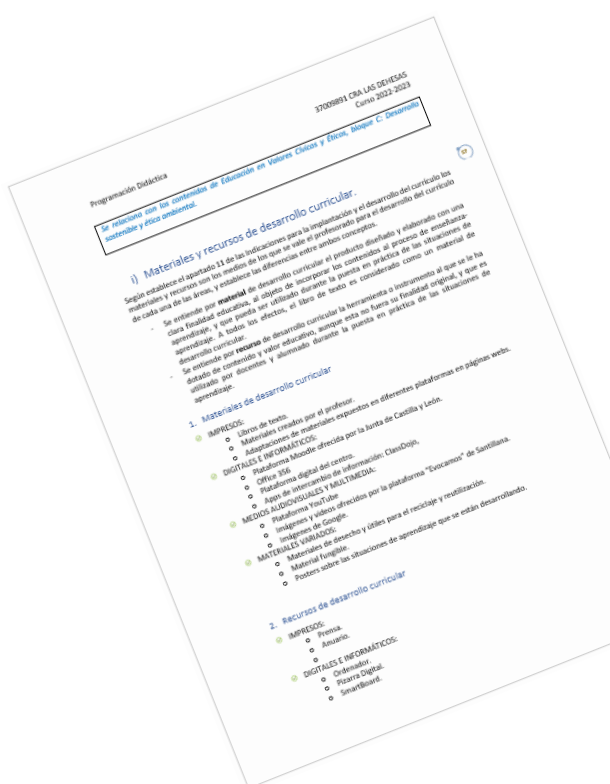 37009891 CRA LAS DEHESAS
Curso 2022-2023
Programación Didáctica
Se relaciona con los contenidos de Educación en Valores Cívicos y Éticos, bloque C: Desarrollo
sostenible y ética ambiental.
i) Materiales y recursos de desarrollo curricular.
Según establece el apartado 11 de las indicaciones para la implantación y el desarrollo del currículo los
materiales y recursos son los medios de los que se vale el profesorado para el desarrollo del currículo
de cada una de las áreas, y establece las diferencias entre ambos conceptos.
- Se entiende por material de desarrollo curricular el producto diseñado y elaborado con una
clara finalidad educativa, al objeto de incorporar los contenidos al proceso de enseñanza-
aprendizaje, y que pueda ser utilizado durante la puesta en práctica de las situaciones de
aprendizaje. A todos los efectos, el libro de texto es considerado como un material de
desarrollo curricular.
- Se entiende por recurso de desarrollo curricular la herramienta o instrumento al que se le ha
dotado de contenido y valor educativo, aunque esta no fuera su finalidad original, y que es
utilizado por docentes y alumnado durante la puesta en práctica de las situaciones de
aprendizaje.
1. Materiales de desarrollo curricular
IMPRESOS:
o Libros de texto.
o Materiales creados por el profesor.
o Adaptaciones de materiales expuestos en diferentes plataformas en páginas webs.
DIGITALES E INFORMÁTICOS:
o Plataforma Moodle ofrecida por la Junta de Castilla y León.
o Office 356
o Plataforma digital del centro.
o Apps de intercambio de información: ClassDojo,
MEDIOS AUDIOVISUALES Y MULTIMEDIA:
o Plataforma YouTube
o Imágenes y videos ofrecidos por la plataforma "Evocamos" de Santillana.
o Imágenes de Google.
MATERIALES VARIADOS:
o Materiales de desecho y útiles para el reciclaje y reutilización.
o Material fungible.
o Posters sobre las situaciones de aprendizaje que se están desarrollando.
2. Recursos de desarrollo curricular
IMPRESOS:
o Prensa.
o Anuario.
o
DIGITALES E INFORMÁTICOS:
o Ordenador.
o Pizarra Digital.
o SmartBoard.